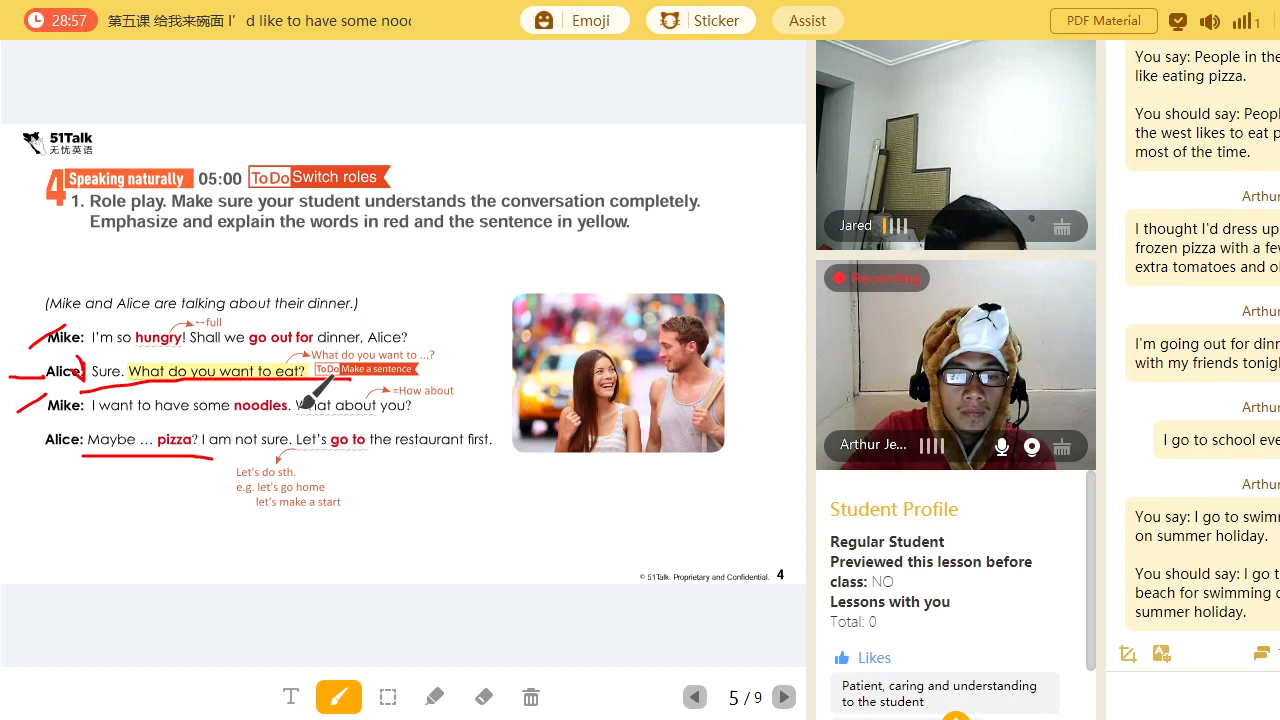 28:57
第五课 给我来碗面 I’d like to have some nood
Emoji
Sticker
Assist
PDF Material
1
51Talk
无忧英语
4 Speaking naturally 05:00 ToDo Switch roles
1. Role play. Make sure your student understands the conversation completely.
Emphasize and explain the words in red and the sentence in yellow.
(Mike and Alice are talking about their dinner.)
↔full
Mike: I’m so hungry! Shall we go out for dinner, Alice?
What do you want to ...?
Alice: Sure. What do you want to eat?
ToDo Make a sentence
=How about
Mike: I want to have some noodles. What about you?
Alice: Maybe … pizza? I am not sure. Let’s go to the restaurant first.
Let's do sth.
e.g. let's go home
let's make a start
© 51Talk. Proprietary and Confidential. 4
T
5 / 9
Jared
Recording
Arthur Je...
Student Profile
Regular Student
Previewed this lesson before
class: NO
Lessons with you
Total: 0
Likes
Patient, caring and understanding
to the student
You say: People in the
like eating pizza.
You should say: Peopl
the west likes to eat p
most of the time.
Arthur
I thought I'd dress up
frozen pizza with a few
extra tomatoes and ol
Arthur
I'm going out for dinn
with my friends tonigh
Arthur
I go to school eve
Arthur
You say: I go to swimm
on summer holiday.
You should say: I go t
beach for swimming o
summer holiday.